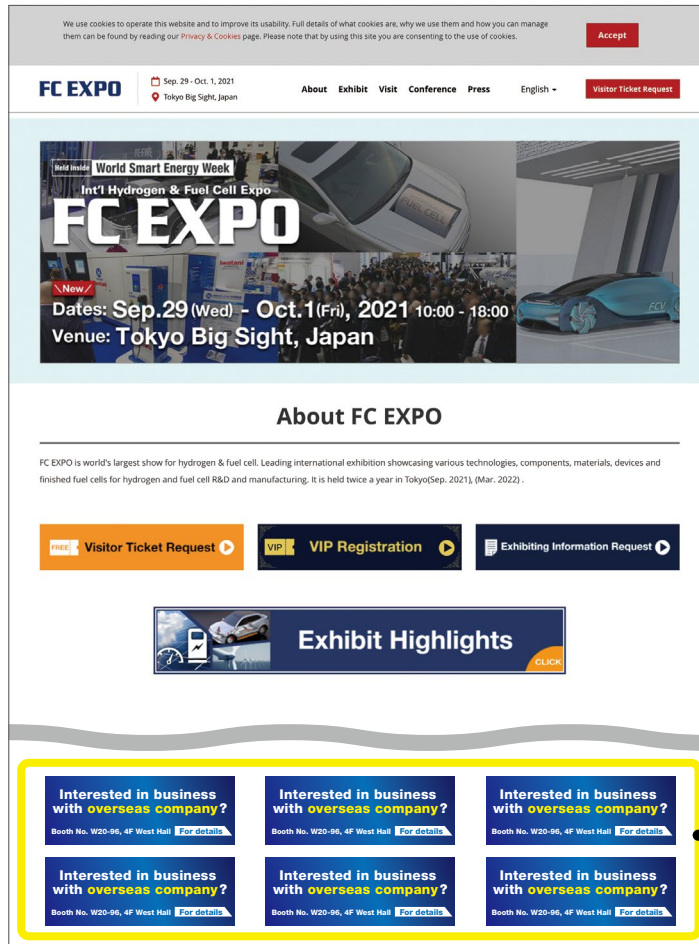 We use cookies to operate this website and to improve its usability. Full details of what cookies are, why we use them and how you can manage
them can be found by reading our Privacy & Cookies page. Please note that by using this site you are consenting to the use of cookies.
Accept
FC EXPO
Sep. 29 - Oct. 1, 2021
Tokyo Big Sight, Japan
About Exhibit Visit Conference Press English
Visitor Ticket Request
Held inside World Smart Energy Week
Int'l Hydrogen & Fuel Cell Expo
FC EXPO
FUEL CELL
Iwatani
FCV
\New/
Dates: Sep.29(Wed) - Oct.1(Fri), 2021 10:00 - 18:00
Venue: Tokyo Big Sight, Japan
About FC EXPO
FC EXPO is world's largest show for hydrogen & fuel cell. Leading international exhibition showcasing various technologies, components, materials, devices and
finished fuel cells for hydrogen and fuel cell R&D and manufacturing. It is held twice a year in Tokyo(Sep. 2021), (Mar. 2022) .
FREE Visitor Ticket Request
VIP VIP Registration
Exhibiting Information Request
Exhibit Highlights
CLICK
Interested in business
with overseas company?
Booth No. W20-96, 4F West Hall For details
Interested in business
with overseas company?
Booth No. W20-96, 4F West Hall For details
Interested in business
with overseas company?
Booth No. W20-96, 4F West Hall For details
Interested in business
with overseas company?
Booth No. W20-96, 4F West Hall For details
Interested in business
with overseas company?
Booth No. W20-96, 4F West Hall For details
Interested in business
with overseas company?
Booth No. W20-96, 4F West Hall For details